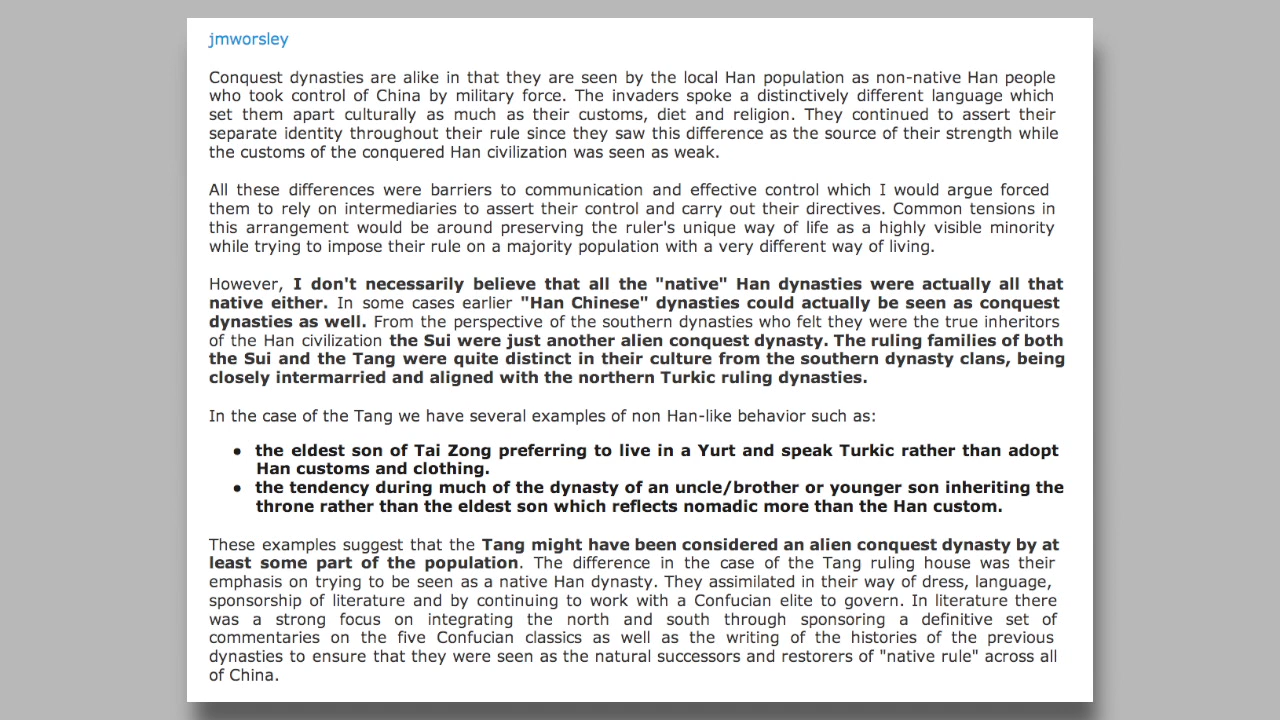 jmworsley
Conquest dynasties are alike in that they are seen by the local Han population as non-native Han people
who took control of China by military force. The invaders spoke a distinctively different language which
set them apart culturally as much as their customs, diet and religion. They continued to assert their
separate identity throughout their rule since they saw this difference as the source of their strength while
the customs of the conquered Han civilization was seen as weak.
All these differences were barriers to communication and effective control which I would argue forced
them to rely on intermediaries to assert their control and carry out their directives. Common tensions in
this arrangement would be around preserving the ruler's unique way of life as a highly visible minority
while trying to impose their rule on a majority population with a very different way of living.
However, I don't necessarily believe that all the "native" Han dynasties were actually all that
native either. In some cases earlier "Han Chinese" dynasties could actually be seen as conquest
dynasties as well. From the perspective of the southern dynasties who felt they were the true inheritors
of the Han civilization the Sui were just another alien conquest dynasty. The ruling families of both
the Sui and the Tang were quite distinct in their culture from the southern dynasty clans, being
closely intermarried and aligned with the northern Turkic ruling dynasties.
In the case of the Tang we have several examples of non Han-like behavior such as:
• the eldest son of Tai Zong preferring to live in a Yurt and speak Turkic rather than adopt
Han customs and clothing.
• the tendency during much of the dynasty of an uncle/brother or younger son inheriting the
throne rather than the eldest son which reflects nomadic more than the Han custom.
These examples suggest that the Tang might have been considered an alien conquest dynasty by at
least some part of the population. The difference in the case of the Tang ruling house was their
emphasis on trying to be seen as a native Han dynasty. They assimilated in their way of dress, language,
sponsorship of literature and by continuing to work with a Confucian elite to govern. In literature there
was a strong focus on integrating the north and south through sponsoring a definitive set of
commentaries on the five Confucian classics as well as the writing of the histories of the previous
dynasties to ensure that they were seen as the natural successors and restorers of "native rule" across all
of China.